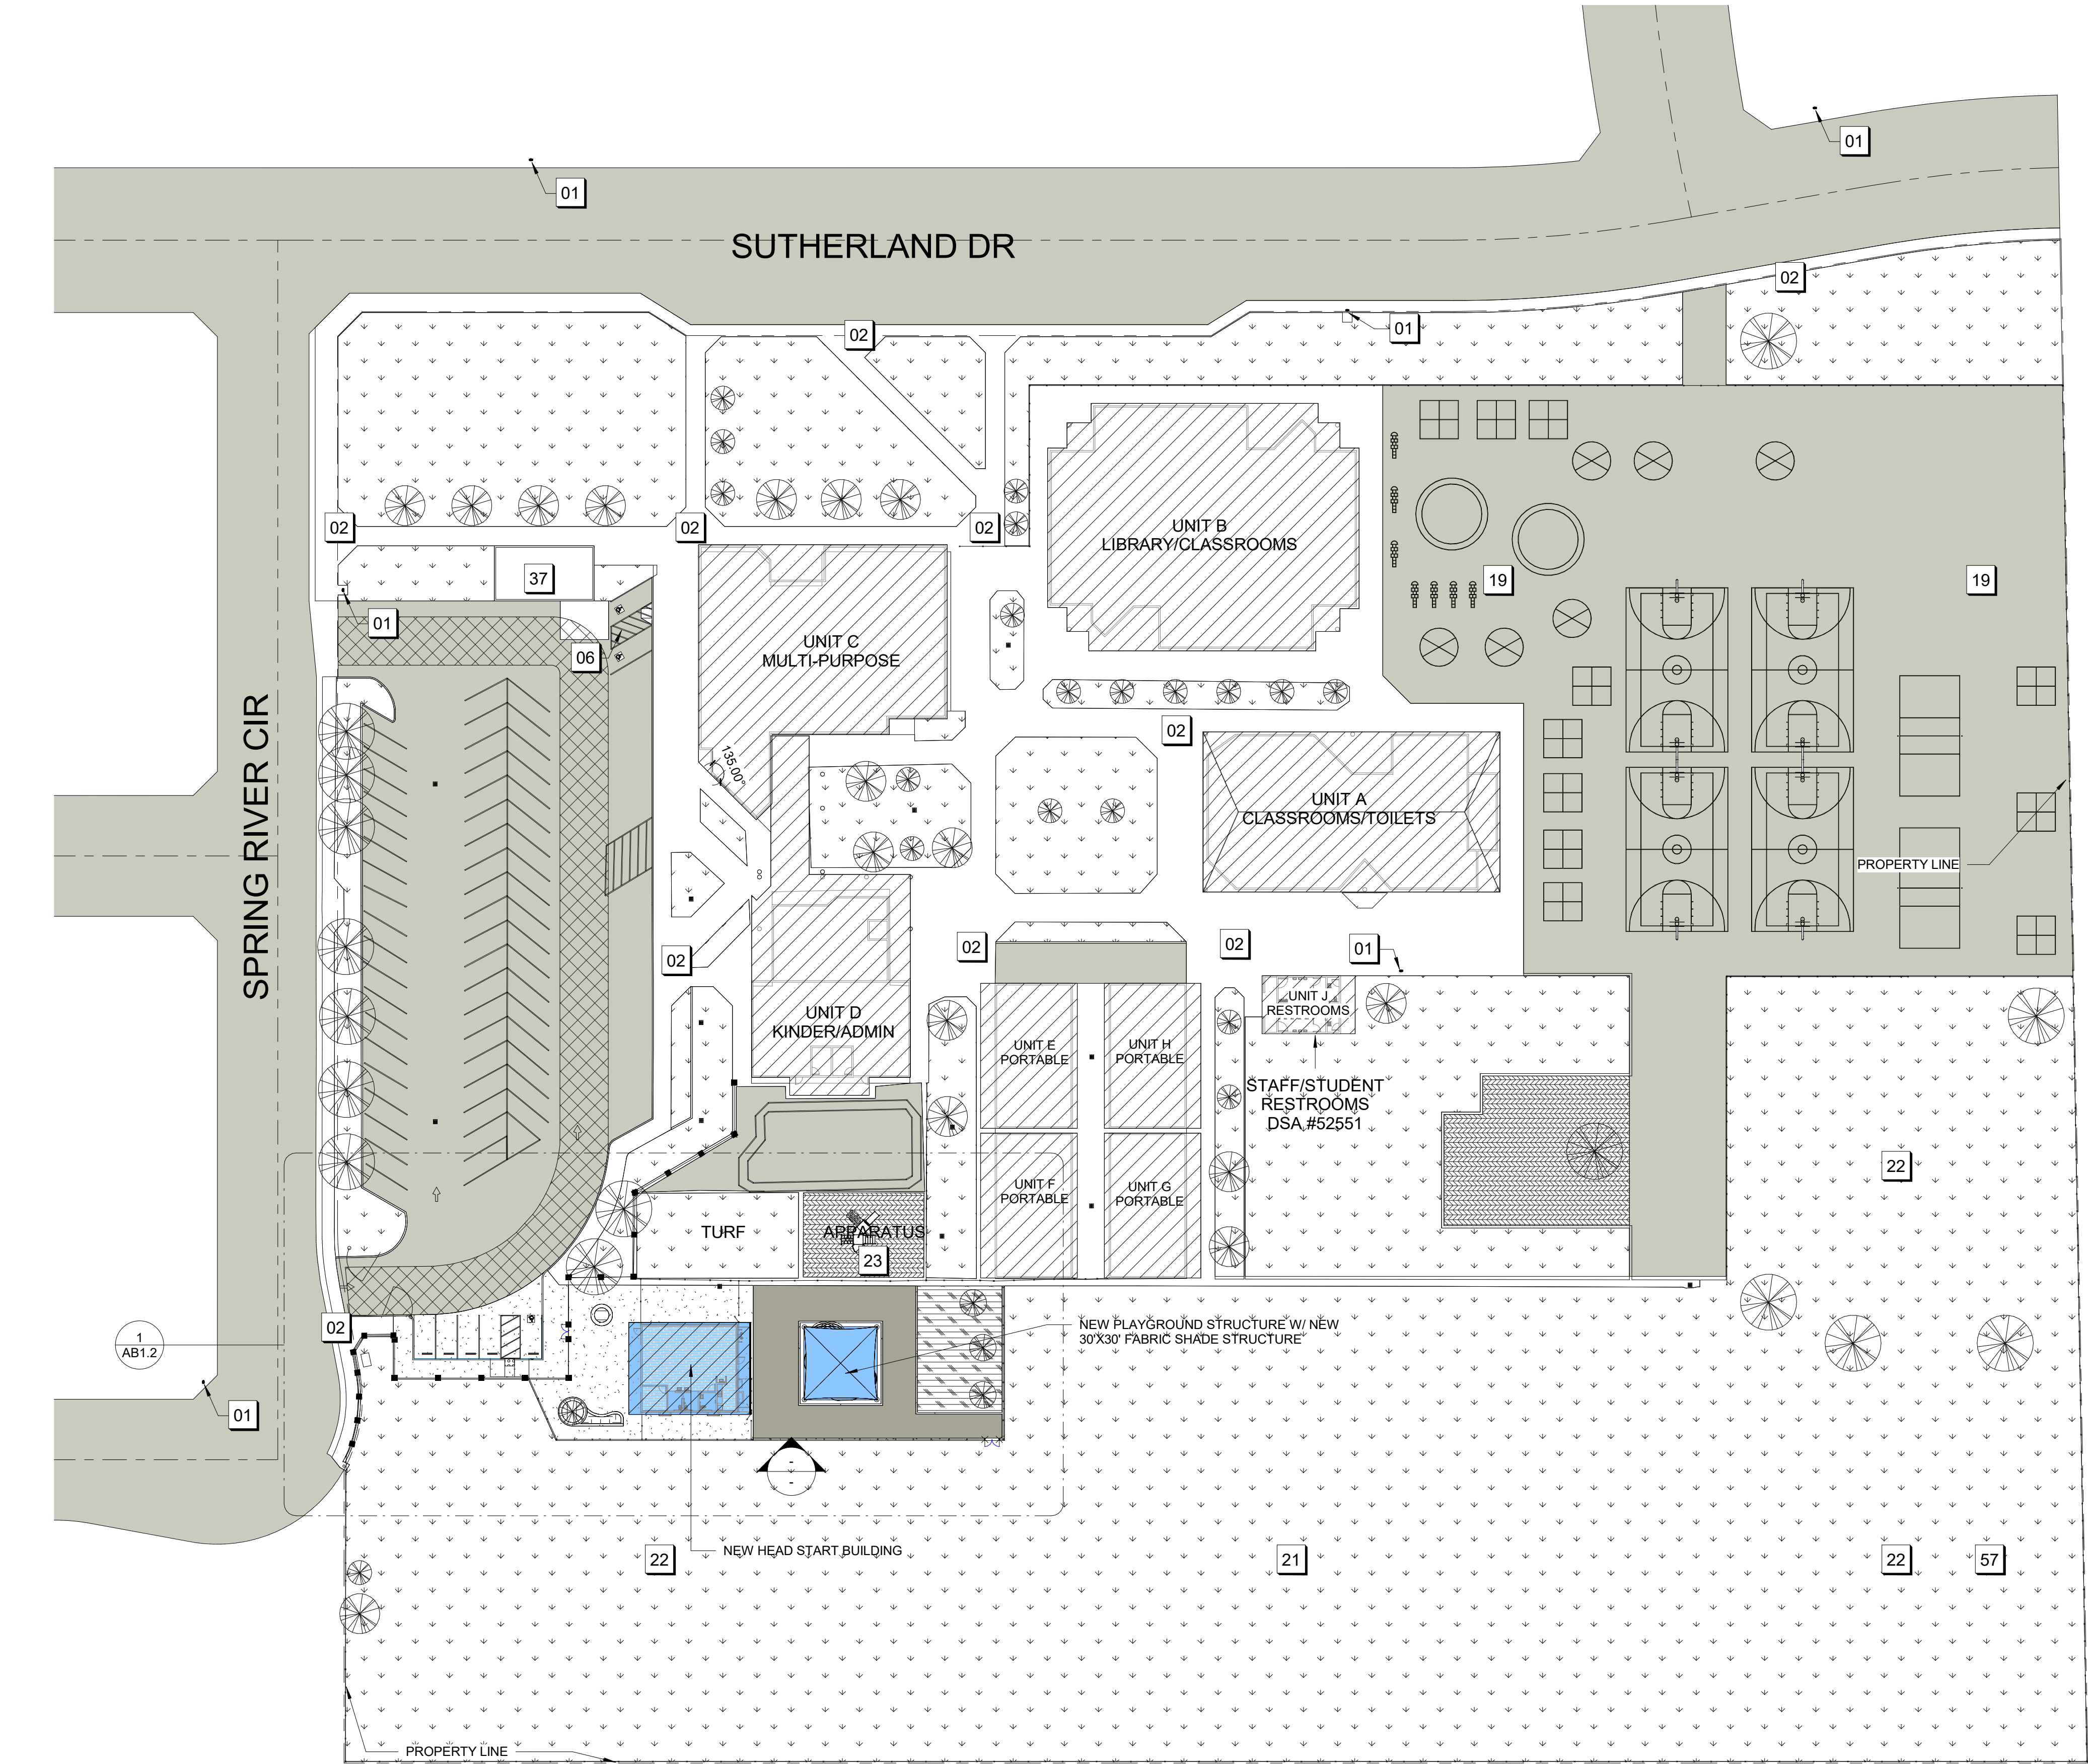 01
01
SUTHERLAND DR
02
01
02
02
02
02
UNIT B
LIBRARY/CLASSROOMS
37
19
19
01
06
UNIT C
MULTI-PURPOSE
SPRING RIVER CIR
02
135.00°
UNIT A
CLASSROOMS/TOILETS
PROPERTY LINE
02
02
02
01
UNIT D
KINDER/ADMIN
UNIT J
RESTROOMS
UNIT E
PORTABLE
UNIT H
PORTABLE
STAFF/STUDENT
RESTROOMS
DSA #52551
22
UNIT F
PORTABLE
UNIT G
PORTABLE
TURF
APPARATUS
23
02
1
AB1.2
NEW PLAYGROUND STRUCTURE W/ NEW
30'X30' FABRIC SHADE STRUCTURE
01
-
-
NEW HEAD START BUILDING
22
21
22
57
PROPERTY LINE